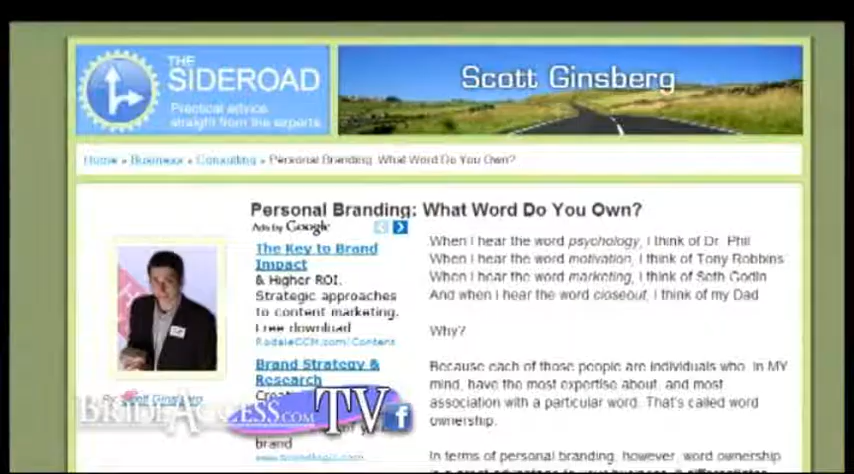 THE
SIDEROAD
Practical advice
straight from the experts
Scott Ginsberg
Home » Business » Consulting » Personal Branding: What Word Do You Own?
Personal Branding: What Word Do You Own?
Ads by Google
The Key to Brand
Impact
& Higher ROI.
Strategic approaches
to content marketing.
Free download
RodaleGCM.com/Content
Brand Strategy &
Research
of your
brand
By Scott Ginsberg
BRIDEACCESS.COM TV
f
When I hear the word psychology, I think of Dr. Phil
When I hear the word motivation, I think of Tony Robbins
When I hear the word marketing, I think of Seth Godin
And when I hear the word closeout, I think of my Dad
Why?
Because each of those people are individuals who, in MY
mind, have the most expertise about, and most
association with a particular word. That's called word
ownership.
In terms of personal branding, however, word ownership